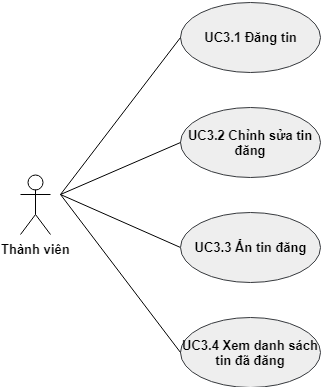 UC3.1 Đăng tin
UC3.2 Chỉnh sửa tin
đăng
Thành viên
UC3.3 Ẩn tin đăng
UC3.4 Xem danh sách
tin đã đăng